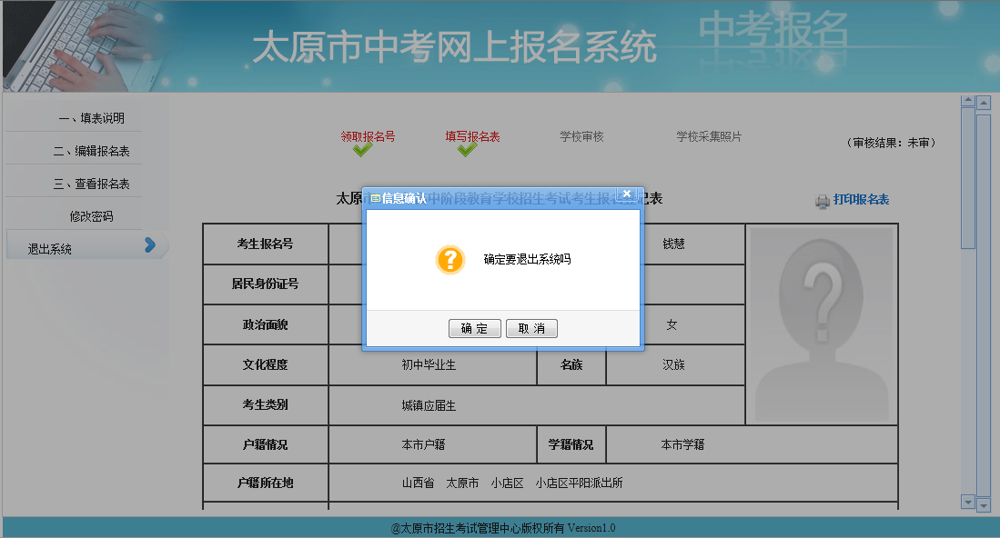 太原市中考网上报名系统
中考报名
一、填表说明
二、编辑报名表
三、查看报名表
修改密码
退出系统
领取报名号 填写报名表 学校审核 学校采集照片
（审核结果：未审）
太原 中阶段教育学校招生考试考生报名登记表
打印报名表
信息确认
确定要退出系统吗
确 定 取 消
考生报名号 钱慧
居民身份证号
政治面貌 女
文化程度 初中毕业生 名族 汉族
考生类别 城镇应届生
户籍情况 本市户籍 学籍情况 本市学籍
户籍所在地 山西省 太原市 小店区 小店区平阳派出所
@太原市招生考试管理中心版权所有 Version1.0